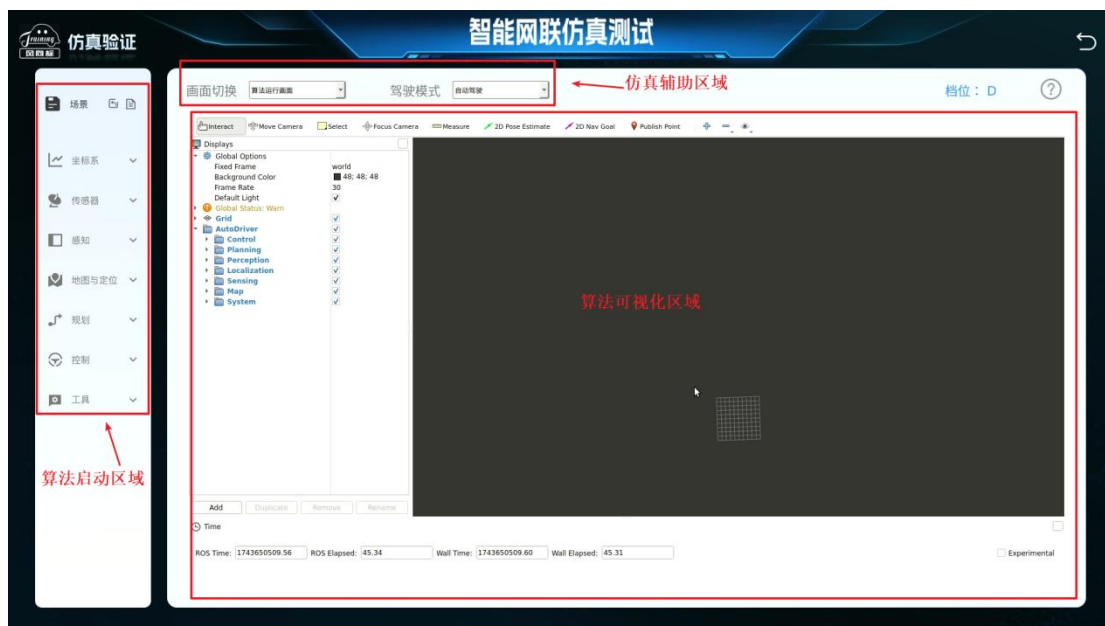 智能网联仿真测试
Training
风向标
仿真验证
场景
坐标系
传感器
感知
地图与定位
规划
控制
工具
算法启动区域
画面切换 算法运行画面 驾驶模式 自动驾驶
仿真辅助区域
档位： D
?
Interact Move Camera Select Focus Camera Measure 2D Pose Estimate 2D Nav Goal Publish Point
Displays
Global Options
Fixed Frame world
Background Color 48; 48; 48
Frame Rate 30
Default Light
Global Status: Warn
Grid
AutoDriver
Control
Planning
Perception
Localization
Sensing
Map
System
算法可视化区域
Add Duplicate Remove Rename
Time
ROS Time: 1743650509.56 ROS Elapsed: 45.34 Wall Time: 1743650509.60 Wall Elapsed: 45.31 Experimental